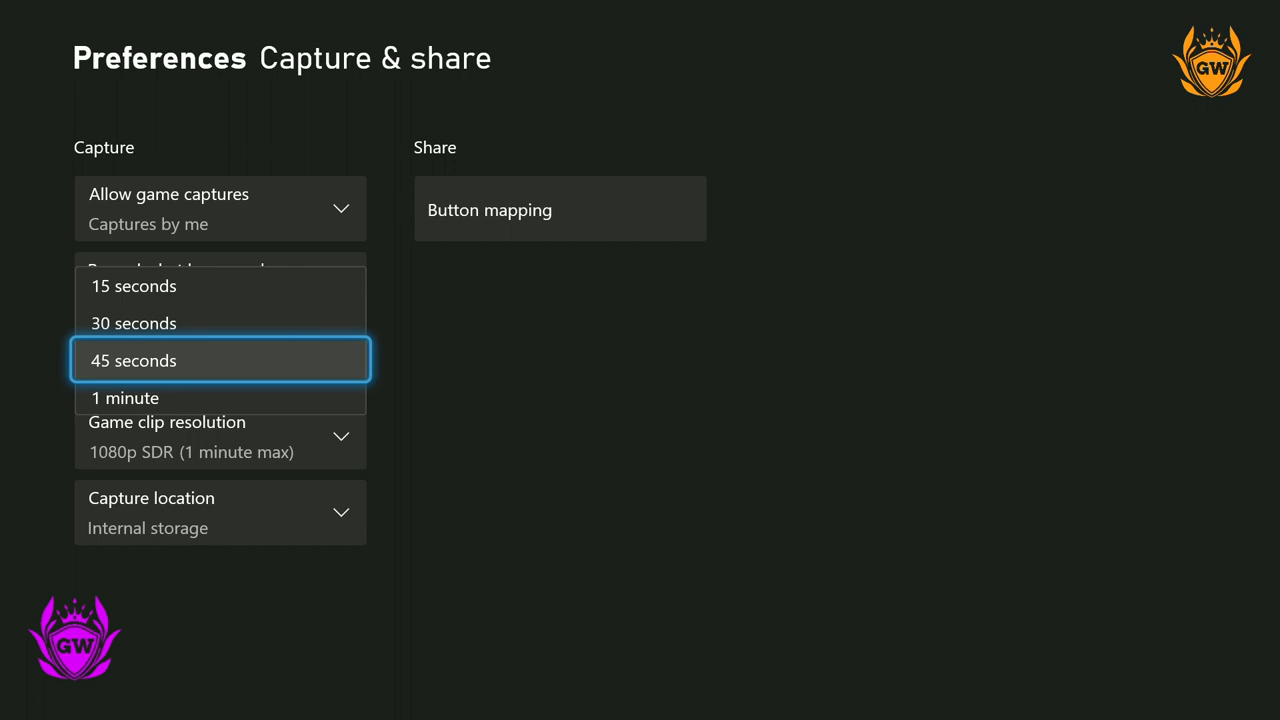 Preferences Capture & share
GW
Capture
Allow game captures
Captures by me
15 seconds
30 seconds
45 seconds
1 minute
Game clip resolution
1080p SDR (1 minute max)
Capture location
Internal storage
Share
Button mapping
GW